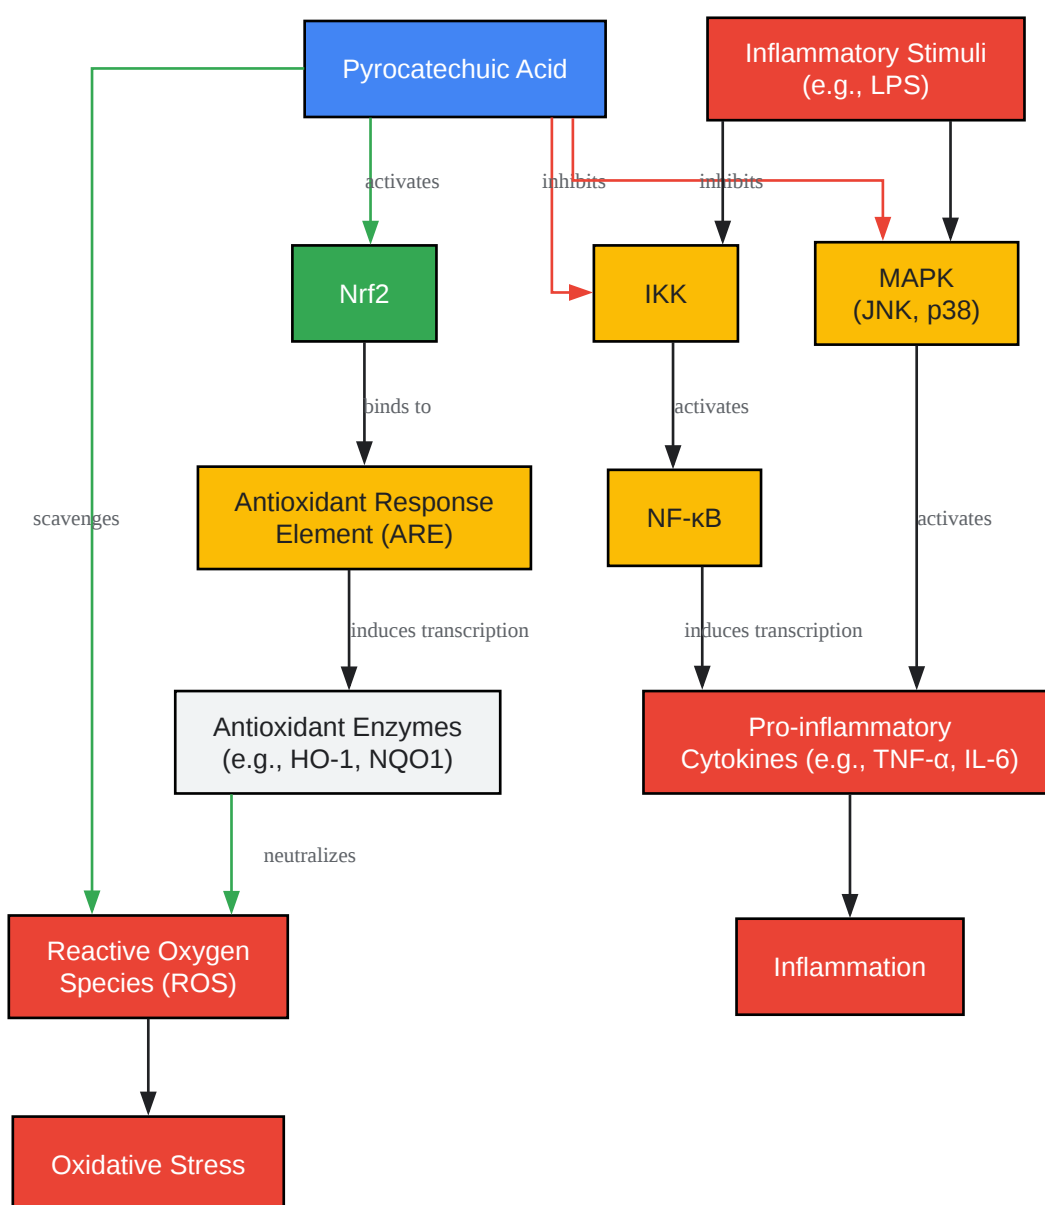 Pyrocatechuic Acid
Inflammatory Stimuli
(e.g., LPS)
activates
inhibits
inhibits
Nrf2
IKK
MAPK
(JNK, p38)
binds to
activates
Antioxidant Response
Element (ARE)
NF-κB
scavenges
activates
induces transcription
induces transcription
Antioxidant Enzymes
(e.g., HO-1, NQO1)
Pro-inflammatory
Cytokines (e.g., TNF-α, IL-6)
neutralizes
Reactive Oxygen
Species (ROS)
Inflammation
Oxidative Stress